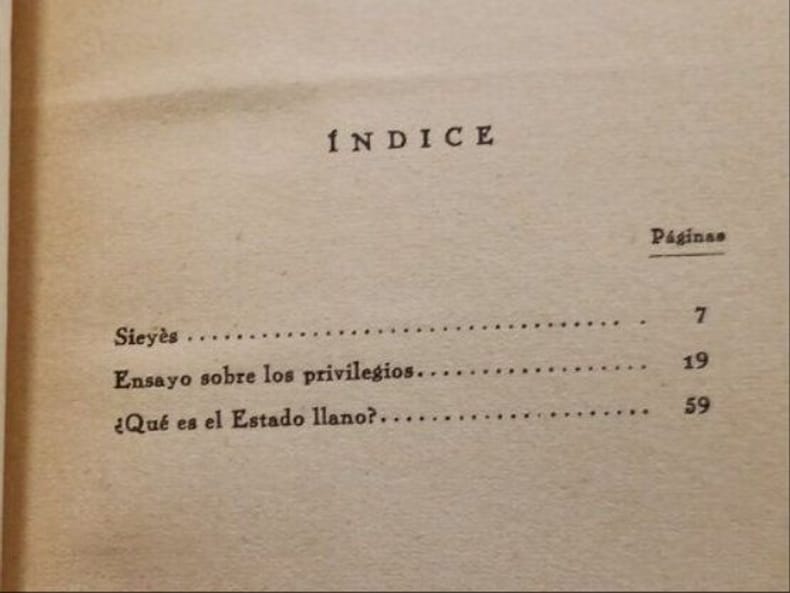 ÍNDICE
Páginas
Sieyès ..................................... 7
Ensayo sobre los privilegios................... 19
¿Qué es el Estado llano?...................... 59